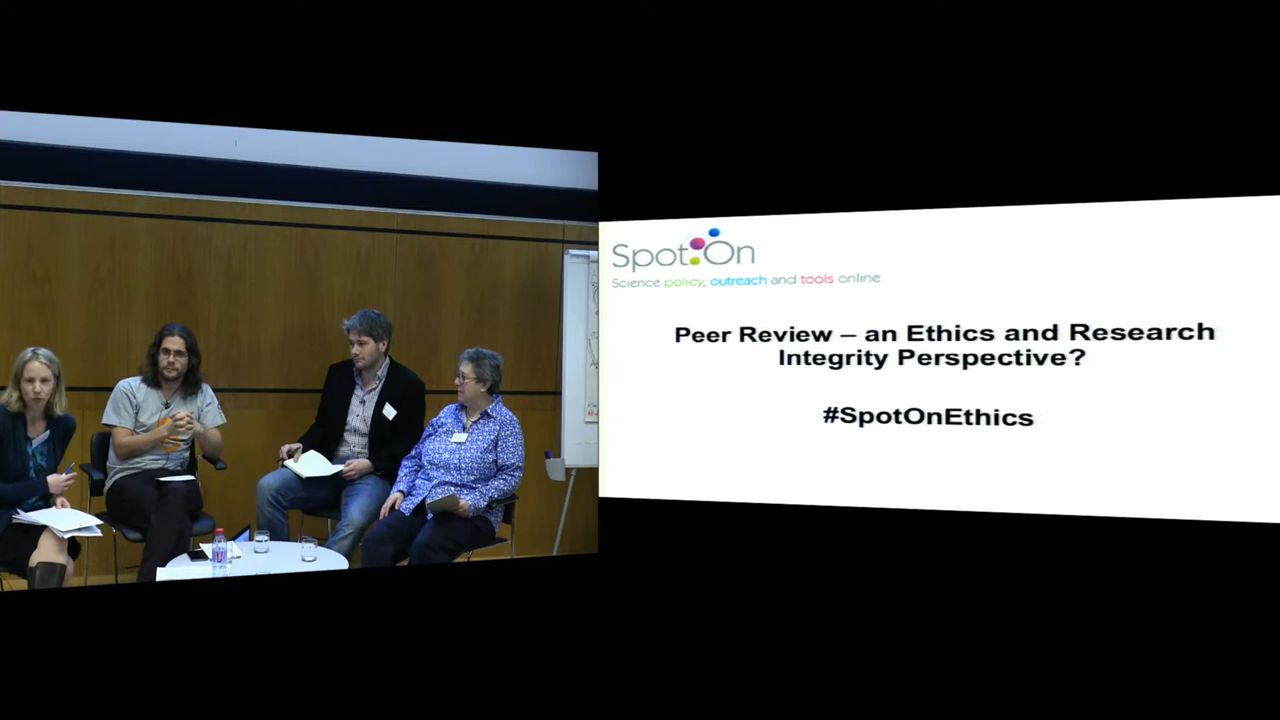 Spot On
Science policy, outreach and tools online
Peer Review – an Ethics and Research
Integrity Perspective?
#SpotOnEthics